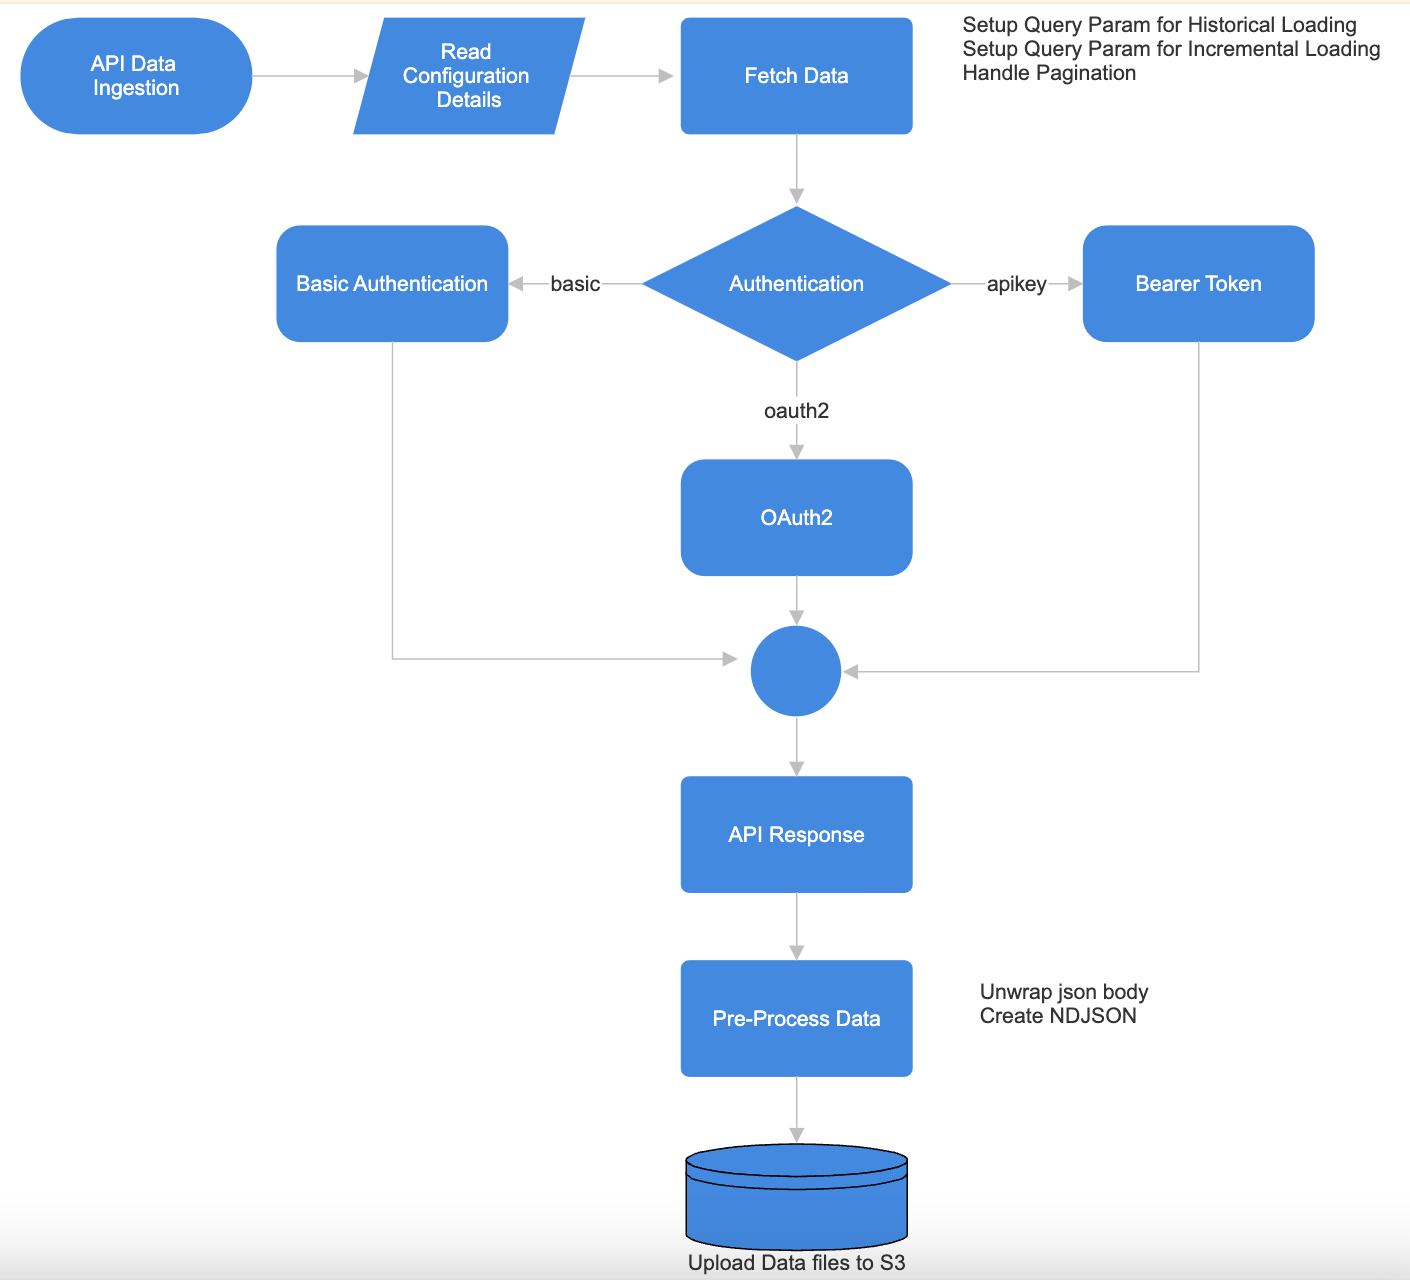 API Data
Ingestion
Read
Configuration
Details
Fetch Data
Setup Query Param for Historical Loading
Setup Query Param for Incremental Loading
Handle Pagination
Basic Authentication
basic
Authentication
apikey
Bearer Token
oauth2
OAuth2
API Response
Pre-Process Data
Unwrap json body
Create NDJSON
Upload Data files to S3